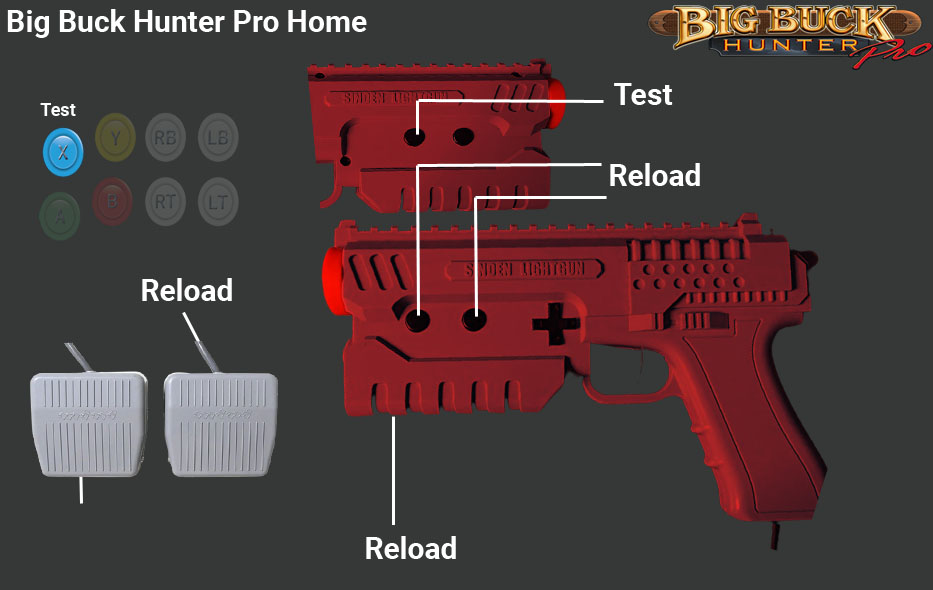 Big Buck Hunter Pro Home
BIG BUCK
HUNTER Pro
Test
X
Y
RB
LB
A
B
RT
LT
SINDEN LIGHTGUN
Test
Reload
SINDEN LIGHTGUN
Reload
Reload